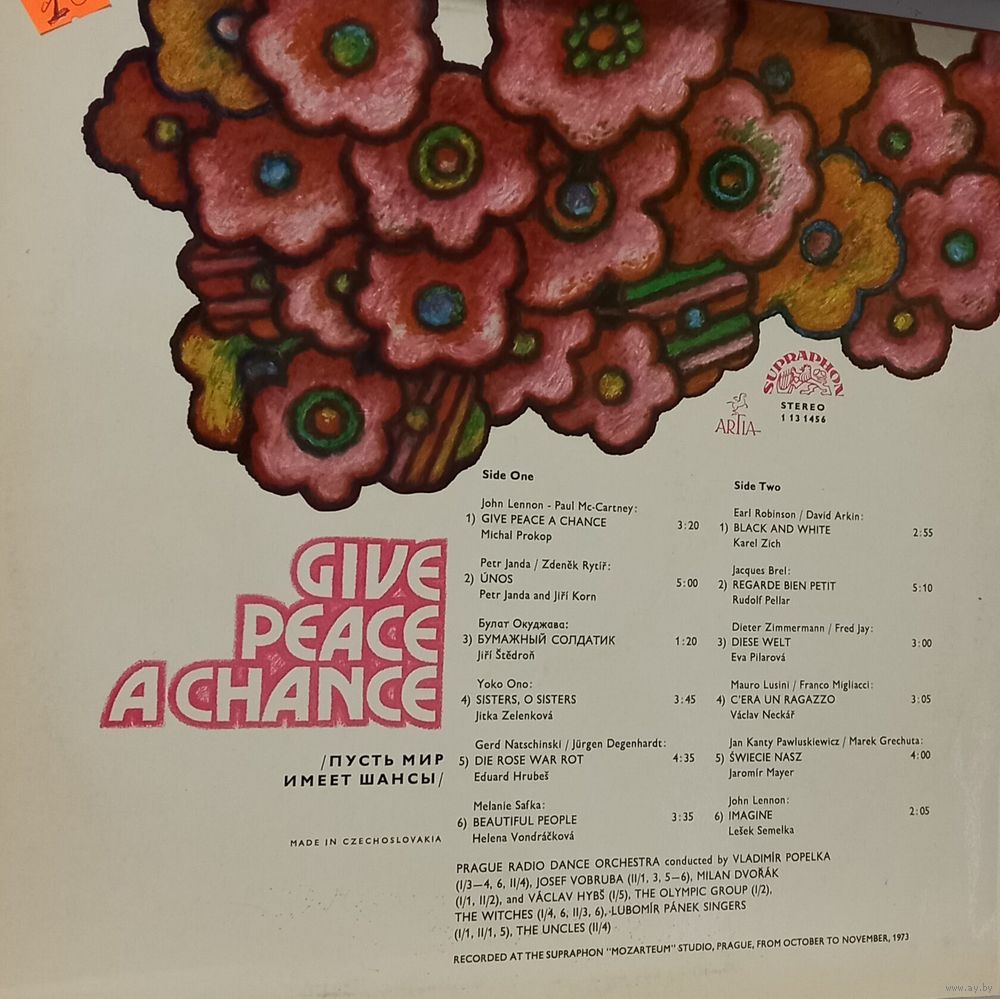 SUPRAPHON
STEREO
1 13 1456
ARTIA
GIVE
PEACE
A CHANCE
/ПУСТЬ МИР
ИМЕЕТ ШАНСЫ/
MADE IN CZECHOSLOVAKIA
Side One
John Lennon - Paul Mc-Cartney:
1) GIVE PEACE A CHANCE 3:20
Michal Prokop
Petr Janda / Zdeněk Rytíř:
2) ÚNOS 5:00
Petr Janda and Jiří Korn
Булат Окуджава:
3) БУМАЖНЫЙ СОЛДАТИК 1:20
Jiří Štědroň
Yoko Ono:
4) SISTERS, O SISTERS 3:45
Jitka Zelenková
Gerd Natschinski / Jürgen Degenhardt:
5) DIE ROSE WAR ROT 4:35
Eduard Hrubeš
Melanie Safka:
6) BEAUTIFUL PEOPLE 3:35
Helena Vondráčková
Side Two
Earl Robinson / David Arkin:
1) BLACK AND WHITE 2:55
Karel Zich
Jacques Brel:
2) REGARDE BIEN PETIT 5:10
Rudolf Pellar
Dieter Zimmermann / Fred Jay:
3) DIESE WELT 3:00
Eva Pilarová
Mauro Lusini / Franco Migliacci:
4) C'ERA UN RAGAZZO 3:05
Václav Neckář
Jan Kanty Pawluskiewicz / Marek Grechuta:
5) ŚWIECIE NASZ 4:00
Jaromír Mayer
John Lennon:
6) IMAGINE 2:05
Lešek Semelka
PRAGUE RADIO DANCE ORCHESTRA conducted by VLADIMÍR POPELKA
(I/3—4, 6, II/4), JOSEF VOBRUBA (II/1, 3, 5—6), MILAN DVOŘÁK
(I/1, II/2), and VÁCLAV HYBŠ (I/5), THE OLYMPIC GROUP (I/2),
THE WITCHES (I/4, 6, II/3, 6), LUBOMÍR PÁNEK SINGERS
(I/1, II/1, 5), THE UNCLES (II/4)
RECORDED AT THE SUPRAPHON "MOZARTEUM" STUDIO, PRAGUE, FROM OCTOBER TO NOVEMBER, 1973
www.ay.by